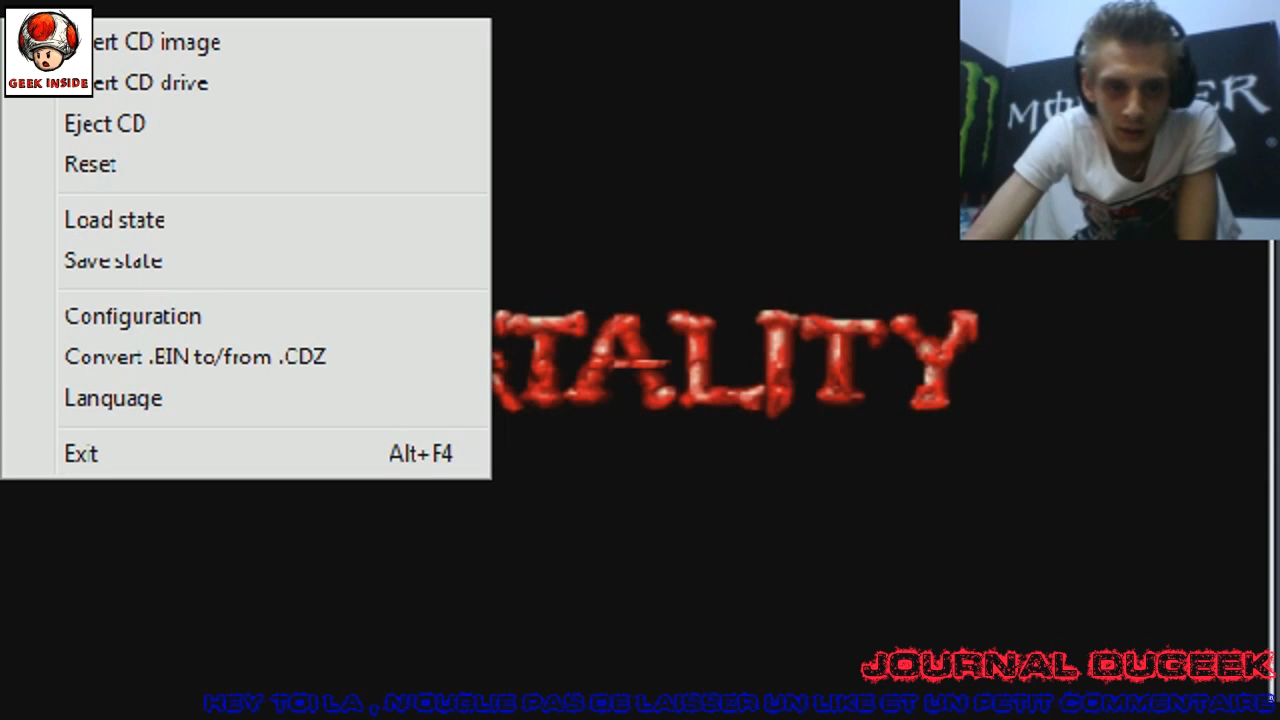 GEEK INSIDE
ert CD image
ert CD drive
Eject CD
Reset
Load state
Save state
Configuration
Convert .BIN to/from .CDZ
Language
Exit Alt+F4
ATALITY
JOURNAL DUGEEK
HEY TOI LA , N'OUBLIE PAS DE LAISSER UN LIKE ET UN PETIT COMMENTAIRE